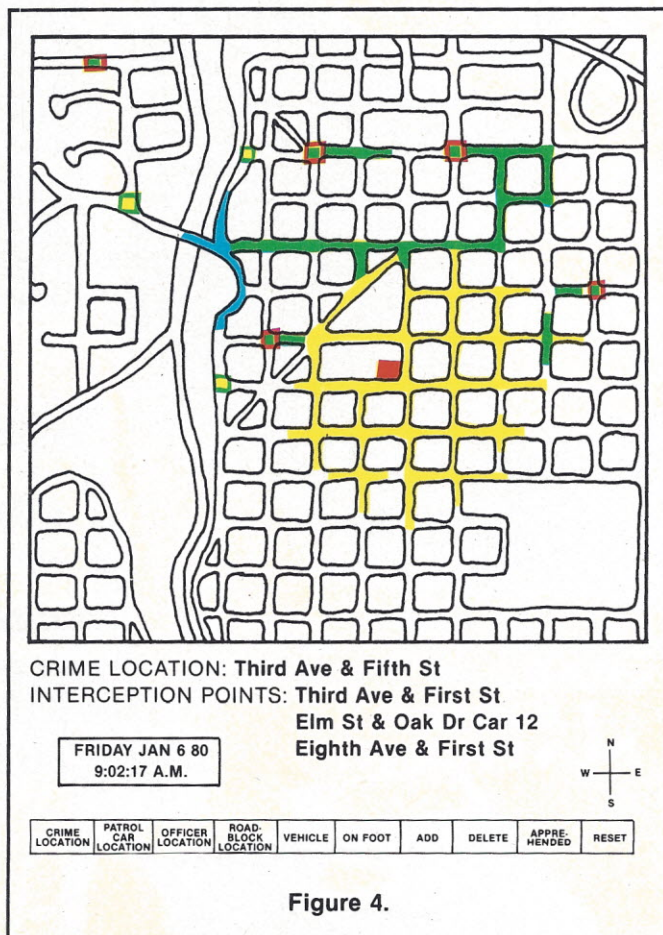 CRIME LOCATION: Third Ave & Fifth St
INTERCEPTION POINTS: Third Ave & First St
Elm St & Oak Dr Car 12
Eighth Ave & First St
FRIDAY JAN 6 80
9:02:17 A.M.
N
W E
S
CRIME LOCATION
PATROL CAR LOCATION
OFFICER LOCATION
ROAD-BLOCK LOCATION
VEHICLE
ON FOOT
ADD
DELETE
APPRE-HENDED
RESET
Figure 4.